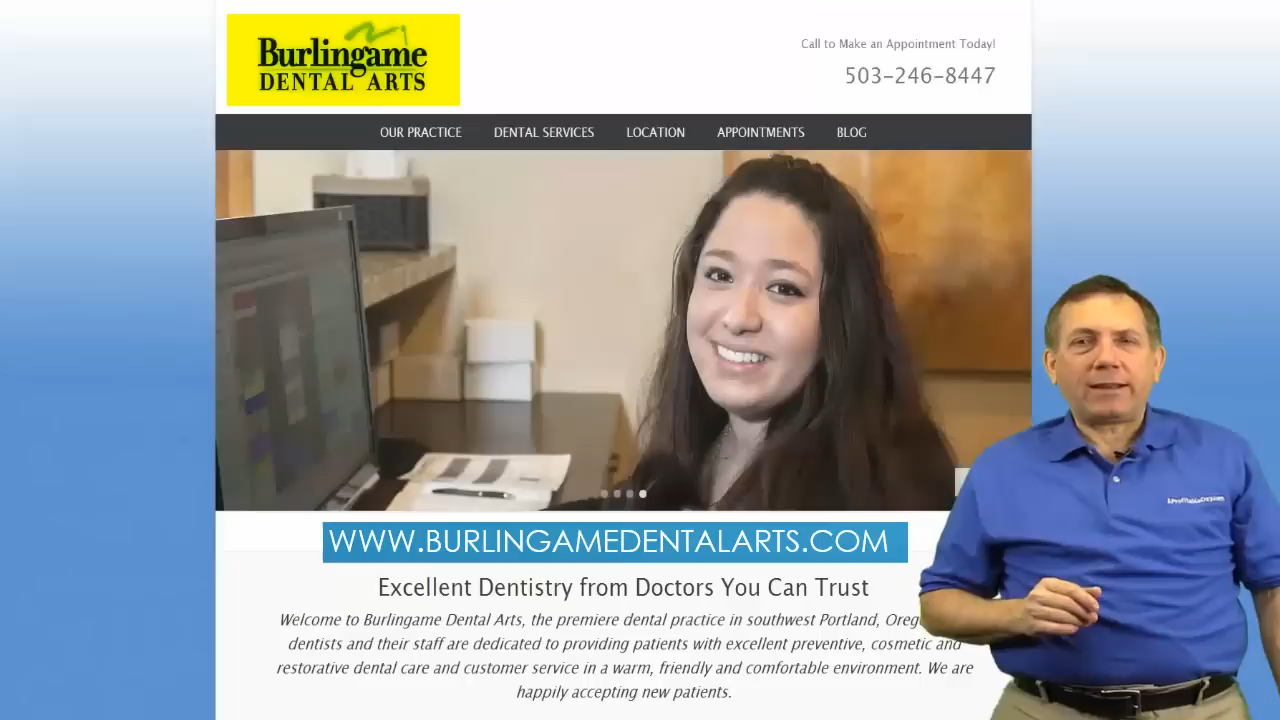 Burlingame
DENTAL ARTS
Call to Make an Appointment Today!
503-246-8447
OUR PRACTICE DENTAL SERVICES LOCATION APPOINTMENTS BLOG
WWW.BURLINGAMEDENTALARTS.COM
Excellent Dentistry from Doctors You Can Trust
Welcome to Burlingame Dental Arts, the premiere dental practice in southwest Portland,
dentists and their staff are dedicated to providing patients with excellent preventive, cosmetic and
restorative dental care and customer service in a warm, friendly and comfortable environment. We are
happily accepting new patients.